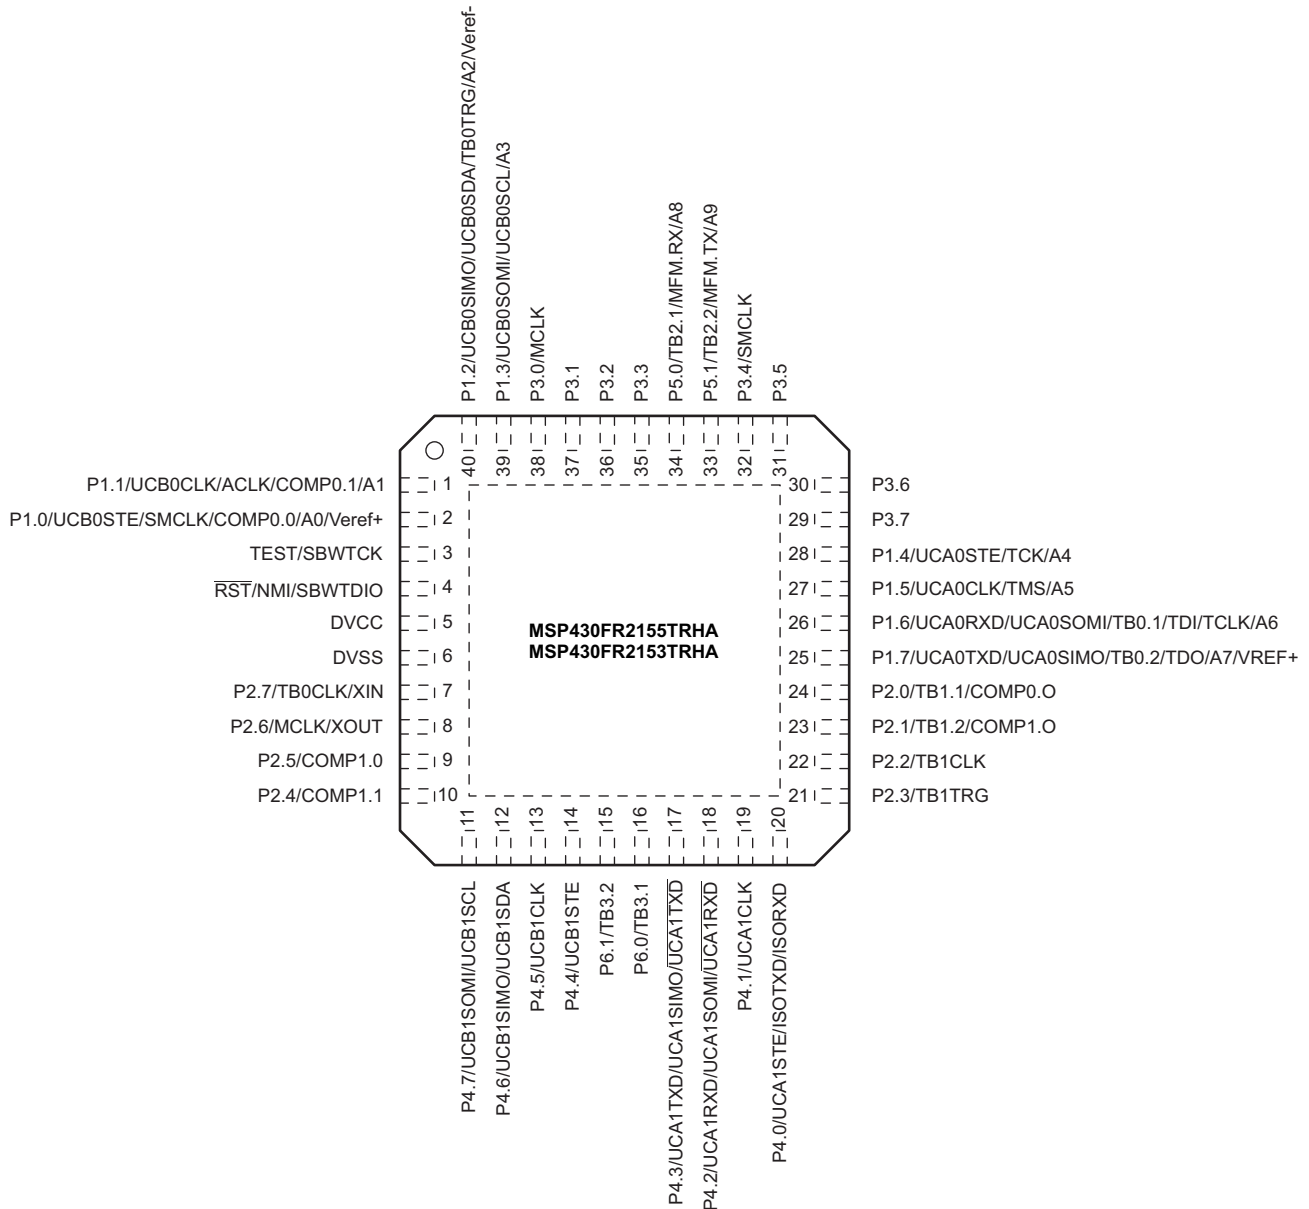 P1.2/UCB0SIMO/UCB0SDA/TB0TRG/A2/Veref-
P1.3/UCB0SOMI/UCB0SCL/A3
P3.0/MCLK
P3.1
P3.2
P3.3
P5.0/TB2.1/MFM.RX/A8
P5.1/TB2.2/MFM.TX/A9
P3.4/SMCLK
P3.5
40
39
38
37
36
35
34
33
32
31
P1.1/UCB0CLK/ACLK/COMP0.1/A1 1
P1.0/UCB0STE/SMCLK/COMP0.0/A0/Veref+ 2
TEST/SBWTCK 3
RST/NMI/SBWTDIO 4
DVCC 5
DVSS 6
P2.7/TB0CLK/XIN 7
P2.6/MCLK/XOUT 8
P2.5/COMP1.0 9
P2.4/COMP1.1 10
MSP430FR2155TRHA
MSP430FR2153TRHA
30 P3.6
29 P3.7
28 P1.4/UCA0STE/TCK/A4
27 P1.5/UCA0CLK/TMS/A5
26 P1.6/UCA0RXD/UCA0SOMI/TB0.1/TDI/TCLK/A6
25 P1.7/UCA0TXD/UCA0SIMO/TB0.2/TDO/A7/VREF+
24 P2.0/TB1.1/COMP0.O
23 P2.1/TB1.2/COMP1.O
22 P2.2/TB1CLK
21 P2.3/TB1TRG
11
12
13
14
15
16
17
18
19
20
P4.7/UCB1SOMI/UCB1SCL
P4.6/UCB1SIMO/UCB1SDA
P4.5/UCB1CLK
P4.4/UCB1STE
P6.1/TB3.2
P6.0/TB3.1
P4.3/UCA1TXD/UCA1SIMO/UCA1TXD
P4.2/UCA1RXD/UCA1SOMI/UCA1RXD
P4.1/UCA1CLK
P4.0/UCA1STE/ISOTXD/ISORXD